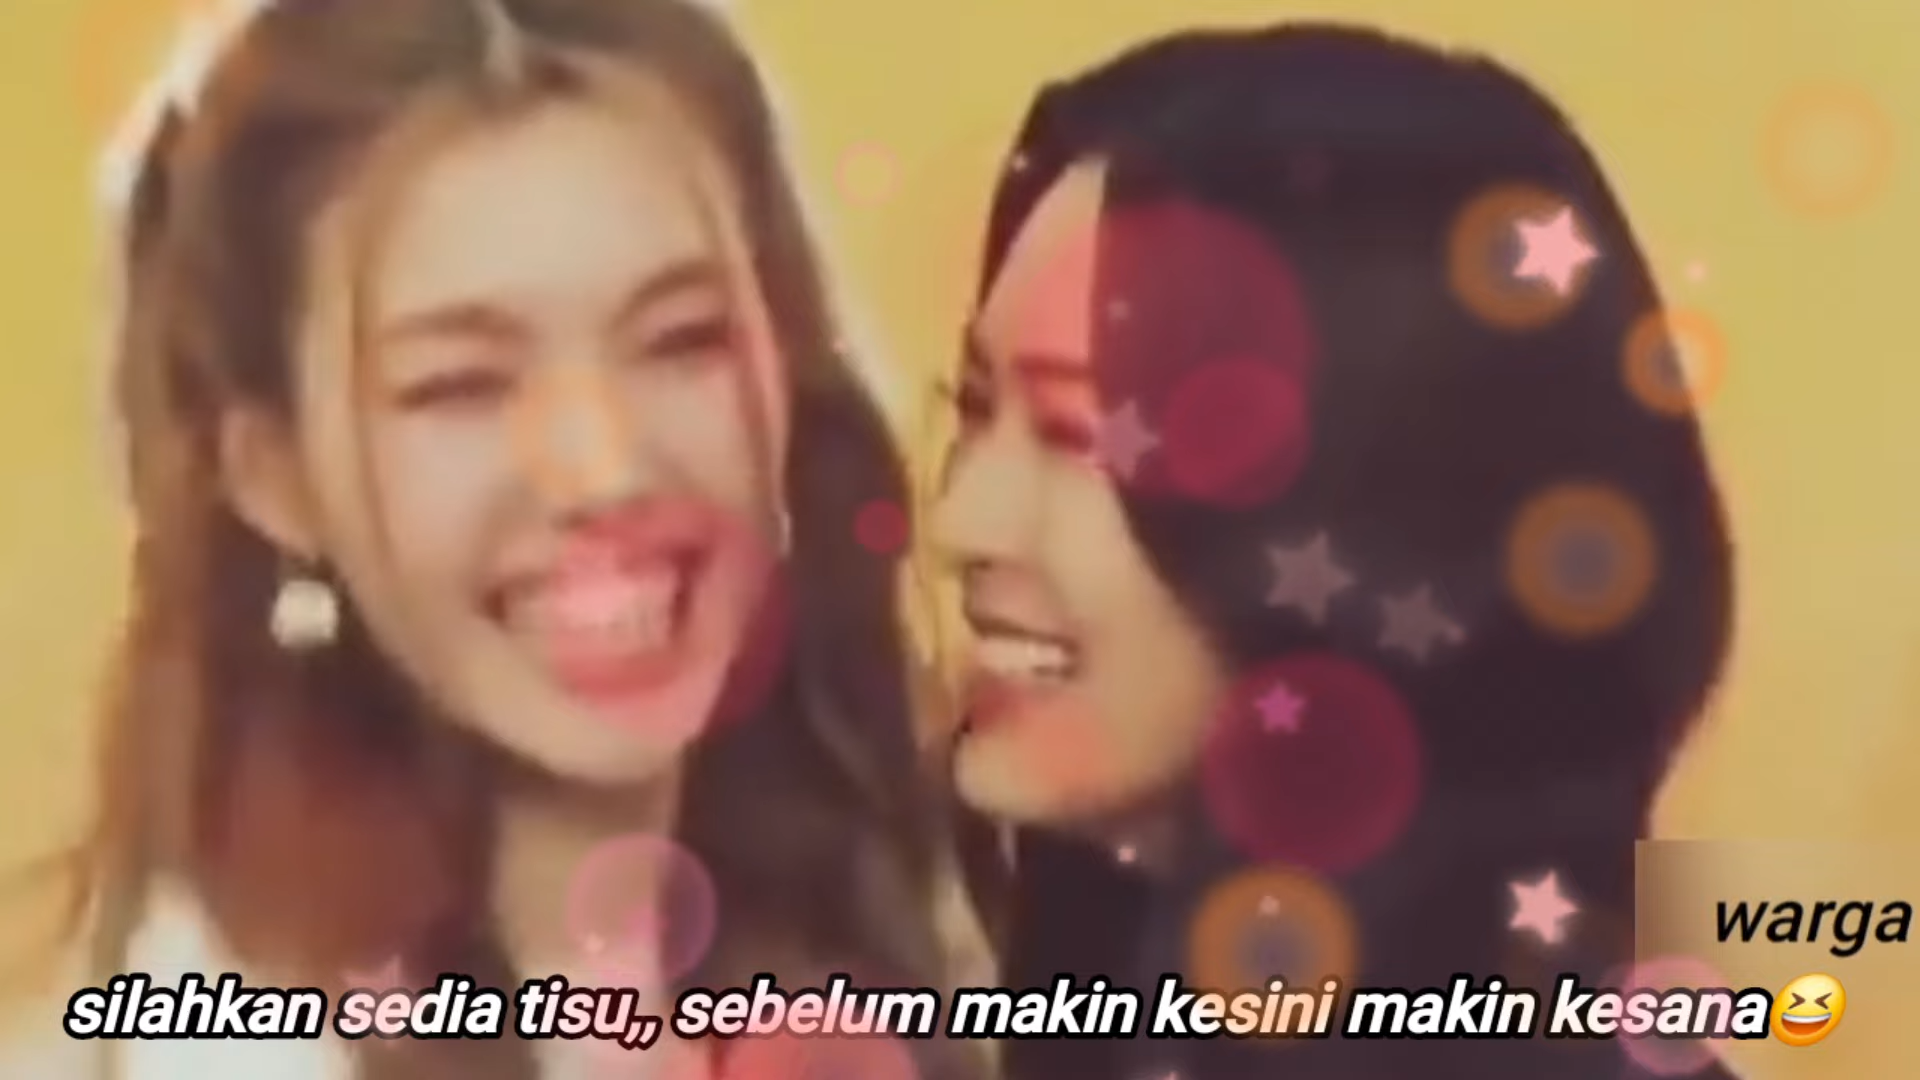 warga
silahkan sedia tisu,, sebelum makin kesini makin kesana😆